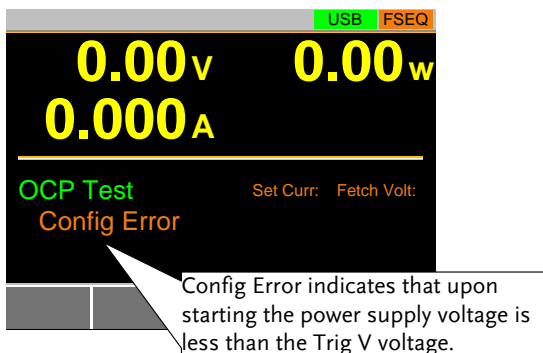 USB FSEQ
0.00V 0.00W
0.000A
OCP Test Set Curr: Fetch Volt:
Config Error
Config Error indicates that upon
starting the power supply voltage is
less than the Trig V voltage.